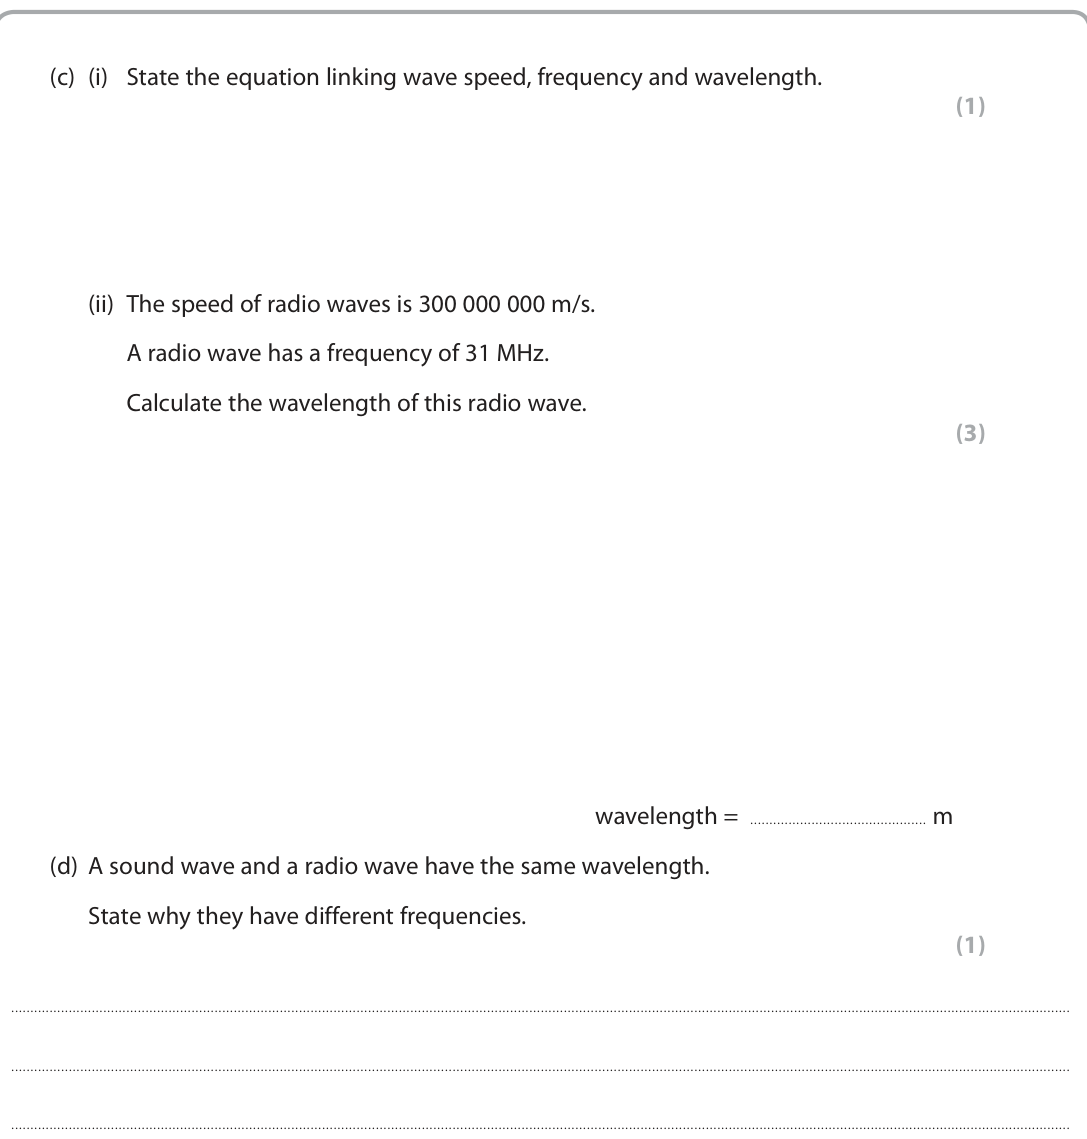 (c) (i) State the equation linking wave speed, frequency and wavelength.
(1)
(ii) The speed of radio waves is 300 000 000 m/s.
A radio wave has a frequency of 31 MHz.
Calculate the wavelength of this radio wave.
(3)
wavelength = .............................................. m
(d) A sound wave and a radio wave have the same wavelength.
State why they have different frequencies.
(1)